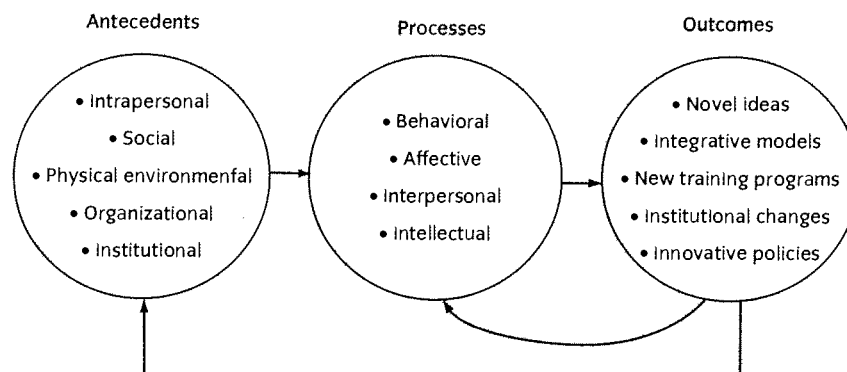 Antecedents
Processes
Outcomes
• Intrapersonal
• Social
• Physical environmenfal
• Organizational
• Institutional
• Behavioral
• Affective
• Interpersonal
• Intellectual
• Novel ideas
• Integrative models
• New training programs
• Institutional changes
• Innovative policies